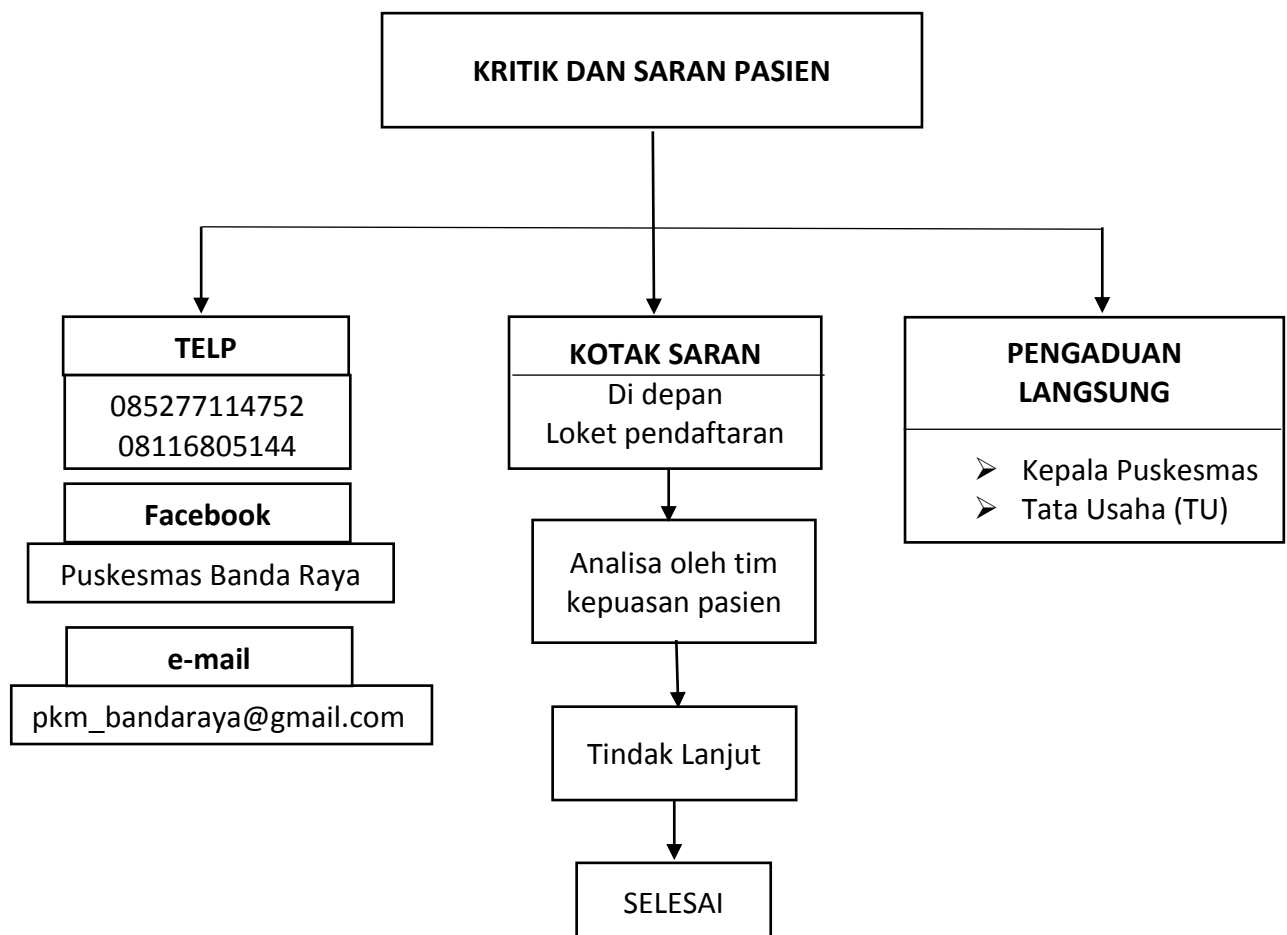 KRITIK DAN SARAN PASIEN
TELP
085277114752
08116805144
Facebook
Puskesmas Banda Raya
e-mail
pkm_bandaraya@gmail.com
KOTAK SARAN
Di depan
Loket pendaftaran
Analisa oleh tim
kepuasan pasien
Tindak Lanjut
SELESAI
PENGADUAN
LANGSUNG
➢ Kepala Puskesmas
➢ Tata Usaha (TU)